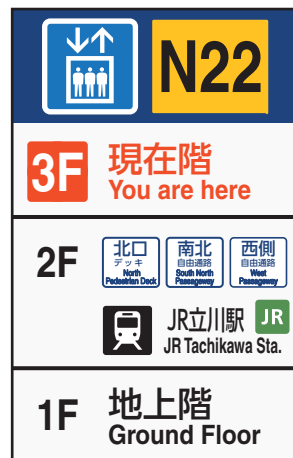 N22
3F 現在階
You are here
2F
北口
デッキ
North
Pedestrian Deck
南北
自由通路
South North
Passageway
西側
自由通路
West
Passageway
JR立川駅 JR
JR Tachikawa Sta.
1F 地上階
Ground Floor